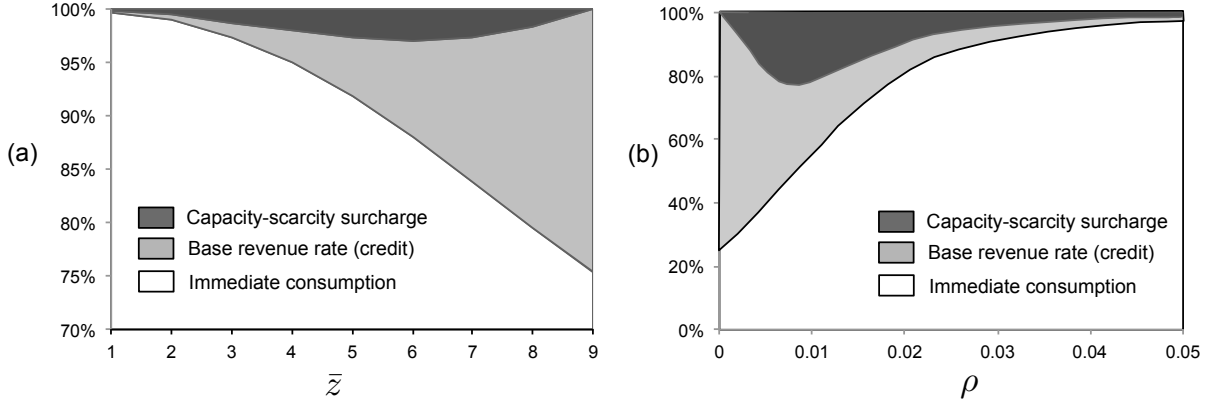 (a)
100%
95%
90%
85%
80%
75%
70%
Capacity-scarcity surcharge
Base revenue rate (credit)
Immediate consumption
1 2 3 4 5 6 7 8 9
z̄
(b)
100%
80%
60%
40%
20%
0%
Capacity-scarcity surcharge
Base revenue rate (credit)
Immediate consumption
0 0.01 0.02 0.03 0.04 0.05
ρ